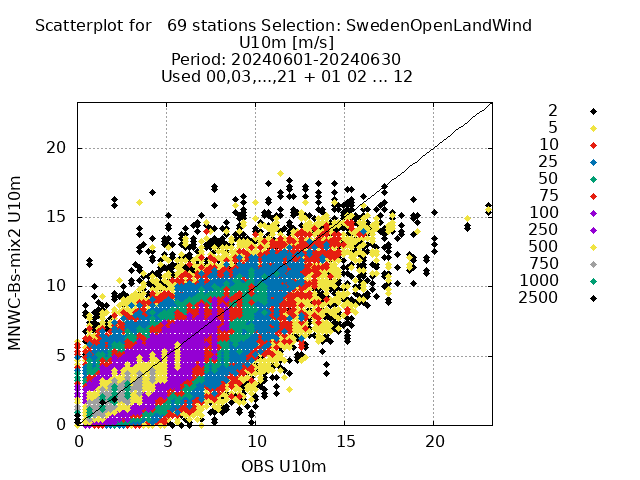 Scatterplot for   69 stations Selection: SwedenOpenLandWind
U10m [m/s]
Period: 20240601-20240630
Used 00,03,...,21 + 01 02 ... 12
2
5
10
25
50
75
100
250
500
750
1000
2500
20
15
10
5
0
MNWC-Bs-mix2 U10m
0 5 10 15 20
OBS U10m